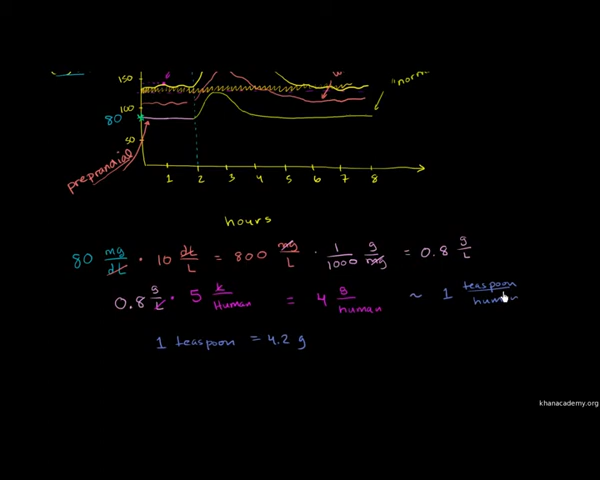 150
100
80
50
"norm
preprandial
1 2 3 4 5 6 7 8
hours
80 mg/dL · 10 dL/L = 800 mg/L · 1/1000 g/mg = 0.8 g/L
0.8 g/L · 5 L/Human = 4 g/human ~ 1 teaspoon/human
1 teaspoon = 4.2 g
khanacademy.org